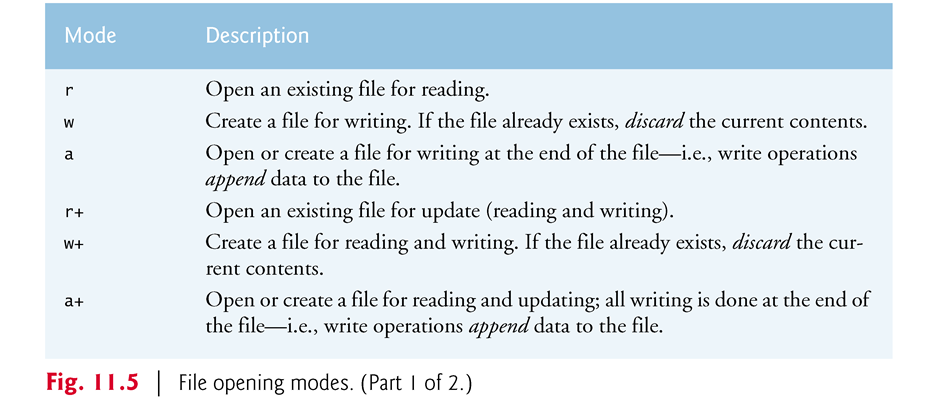 Mode Description
r Open an existing file for reading.
w Create a file for writing. If the file already exists, discard the current contents.
a Open or create a file for writing at the end of the file—i.e., write operations
append data to the file.
r+ Open an existing file for update (reading and writing).
w+ Create a file for reading and writing. If the file already exists, discard the cur-
rent contents.
a+ Open or create a file for reading and updating; all writing is done at the end of
the file—i.e., write operations append data to the file.
Fig. 11.5 | File opening modes. (Part 1 of 2.)